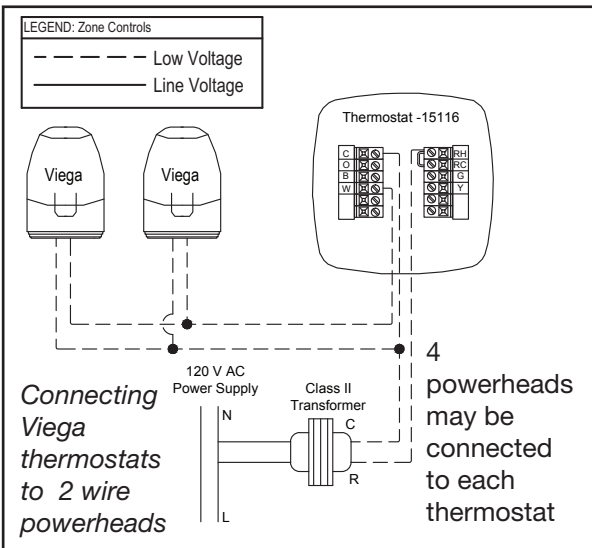 LEGEND: Zone Controls
Low Voltage
Line Voltage
Viega
Viega
Thermostat -15116
C
O
B
W
RH
RC
G
Y
120 V AC
Power Supply
N
L
Class II
Transformer
C
R
Connecting
Viega
thermostats
to 2 wire
powerheads
4
powerheads
may be
connected
to each
thermostat